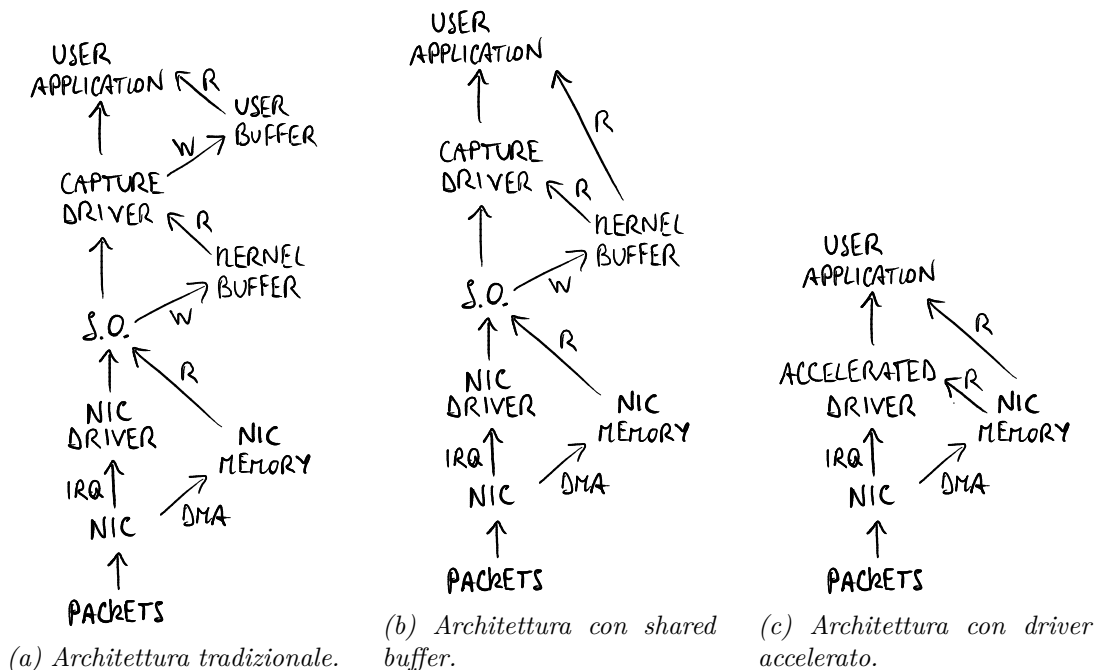 USER
APPLICATION
R
USER
BUFFER
W
CAPTURE
DRIVER
R
KERNEL
BUFFER
W
S.O.
R
NIC
DRIVER
NIC
MEMORY
IRQ
DMA
NIC
PACKETS
(a) Architettura tradizionale.
USER
APPLICATION
R
CAPTURE
DRIVER
R
KERNEL
BUFFER
W
S.O.
R
NIC
DRIVER
NIC
MEMORY
IRQ
DMA
NIC
PACKETS
(b) Architettura con shared
buffer.
USER
APPLICATION
R
ACCELERATED
DRIVER
R
NIC
MEMORY
IRQ
DMA
NIC
PACKETS
(c) Architettura con driver
accelerato.